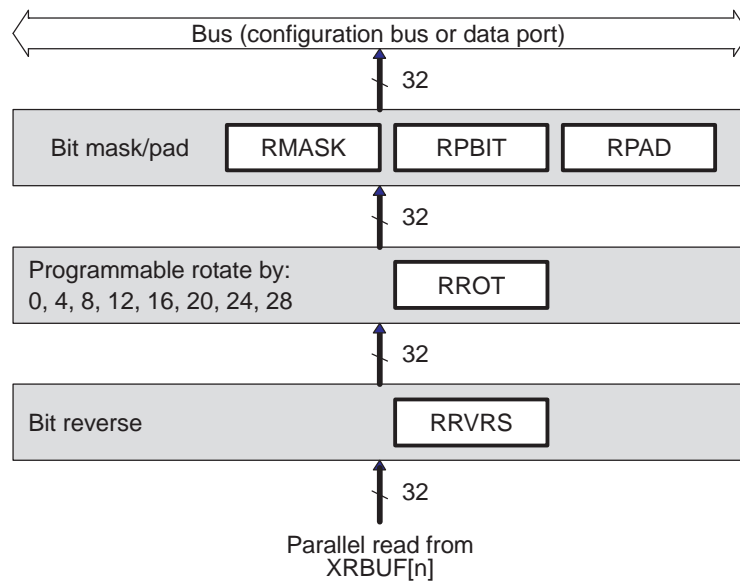 Bus (configuration bus or data port)
32
Bit mask/pad RMASK RPBIT RPAD
32
Programmable rotate by:
0, 4, 8, 12, 16, 20, 24, 28
RROT
32
Bit reverse RRVRS
32
Parallel read from
XRBUF[n]